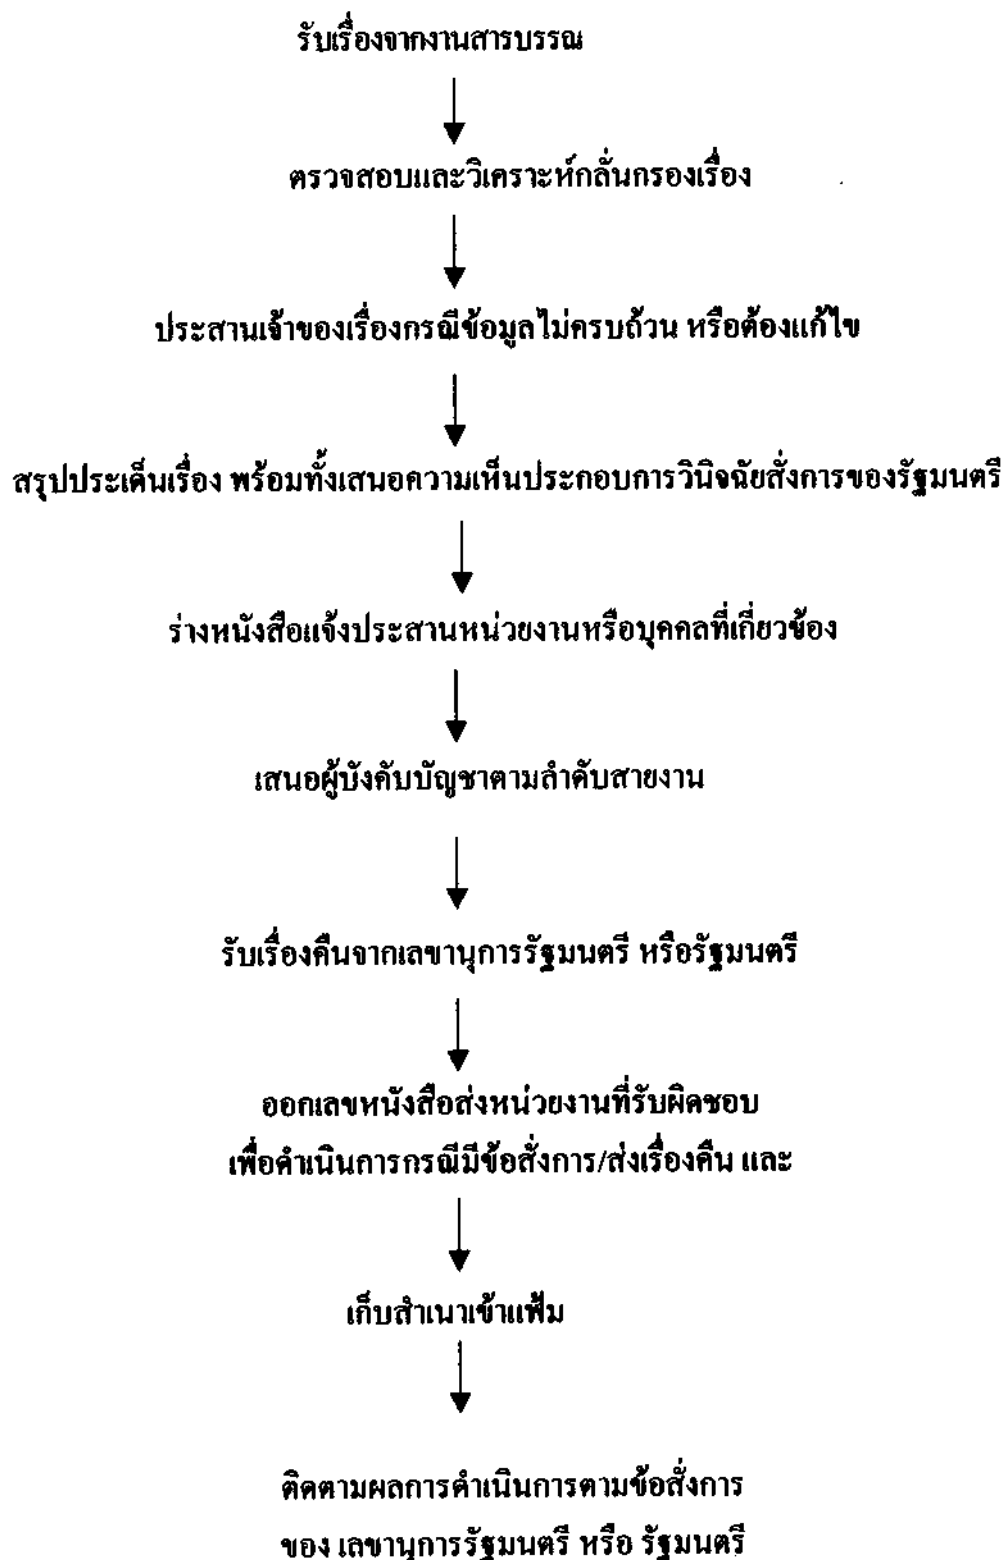 รับเรื่องจากงานสารบรรณ
ตรวจสอบและวิเคราะห์กลั่นกรองเรื่อง
ประสานเจ้าของเรื่องกรณีข้อมูลไม่ครบถ้วน หรือต้องแก้ไข
สรุปประเด็นเรื่อง พร้อมทั้งเสนอความเห็นประกอบการวินิจฉัยสั่งการของรัฐมนตรี
ร่างหนังสือแจ้งประสานหน่วยงานหรือบุคคลที่เกี่ยวข้อง
เสนอผู้บังคับบัญชาตามลำดับสายงาน
รับเรื่องคืนจากเลขานุการรัฐมนตรี หรือรัฐมนตรี
ออกเลขหนังสือส่งหน่วยงานที่รับผิดชอบ
เพื่อดำเนินการกรณีมีข้อสั่งการ/ส่งเรื่องคืน และ
เก็บสำเนาเข้าแฟ้ม
ติดตามผลการดำเนินการตามข้อสั่งการ
ของ เลขานุการรัฐมนตรี หรือ รัฐมนตรี